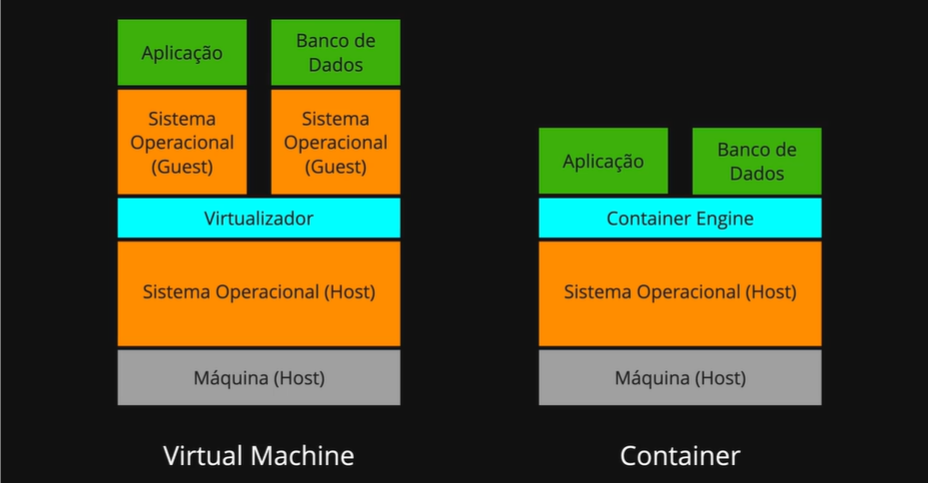 Aplicação
Banco de
Dados
Sistema
Operacional
(Guest)
Sistema
Operacional
(Guest)
Virtualizador
Sistema Operacional (Host)
Máquina (Host)
Virtual Machine
Aplicação
Banco de
Dados
Container Engine
Sistema Operacional (Host)
Máquina (Host)
Container